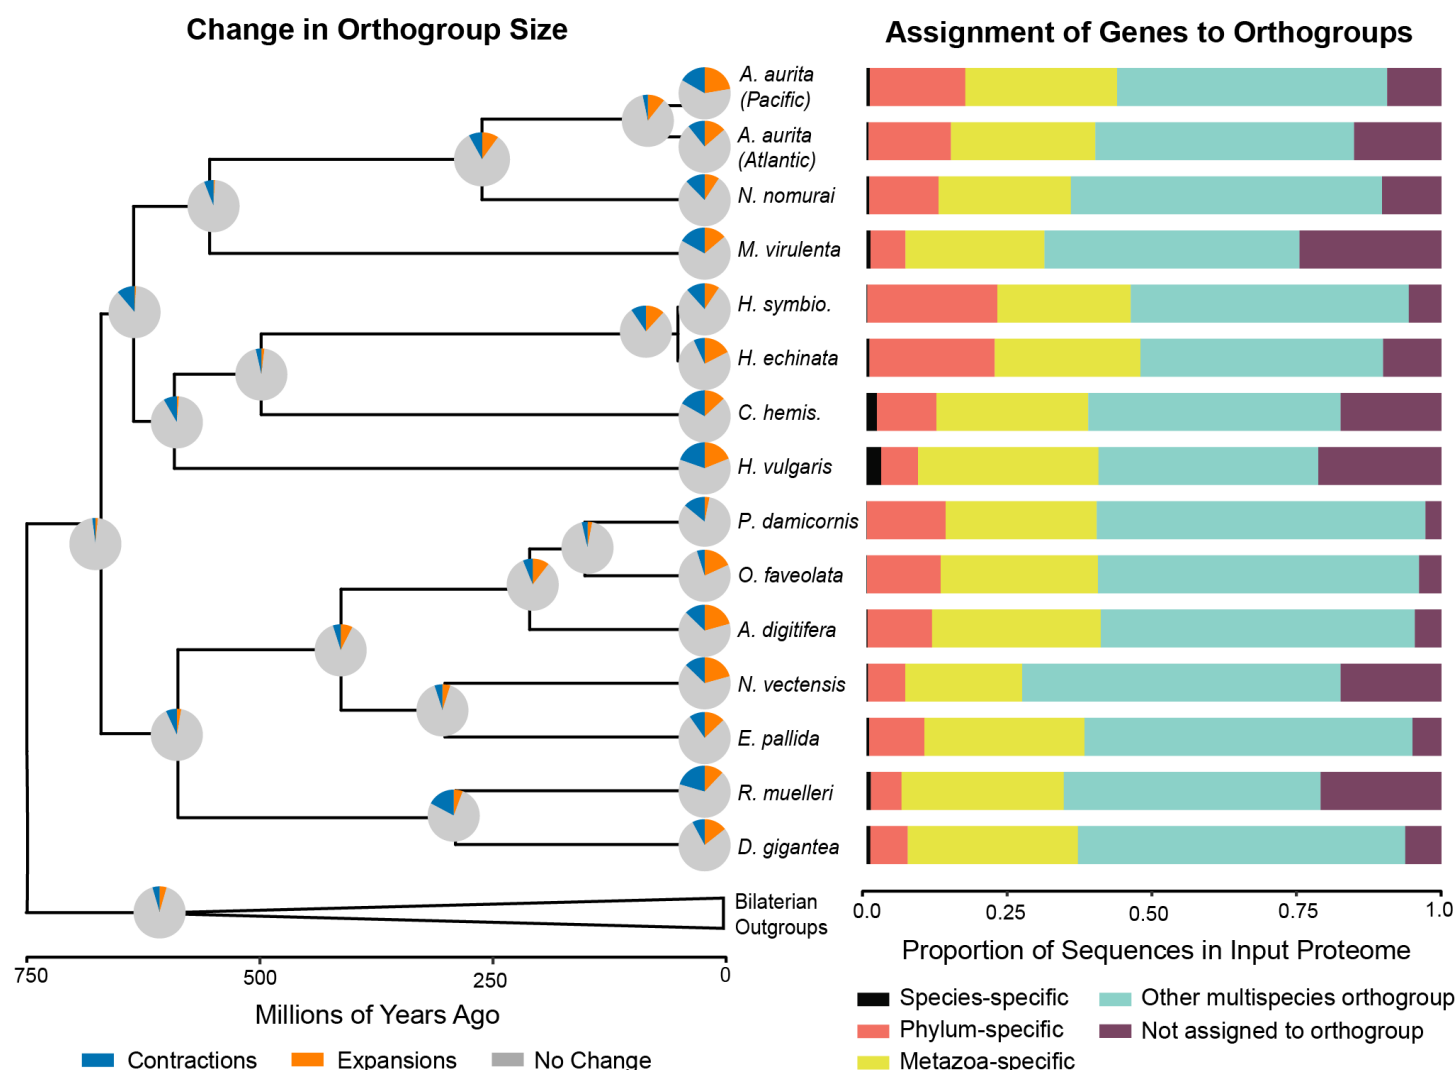 Change in Orthogroup Size
Assignment of Genes to Orthogroups
A. aurita
(Pacific)
A. aurita
(Atlantic)
N. nomurai
M. virulenta
H. symbio.
H. echinata
C. hemis.
H. vulgaris
P. damicornis
O. faveolata
A. digitifera
N. vectensis
E. pallida
R. muelleri
D. gigantea
Bilaterian
Outgroups
750 500 250 0
Millions of Years Ago
Contractions Expansions No Change
0.0 0.25 0.50 0.75 1.0
Proportion of Sequences in Input Proteome
Species-specific Other multispecies orthogroup
Phylum-specific Not assigned to orthogroup
Metazoa-specific